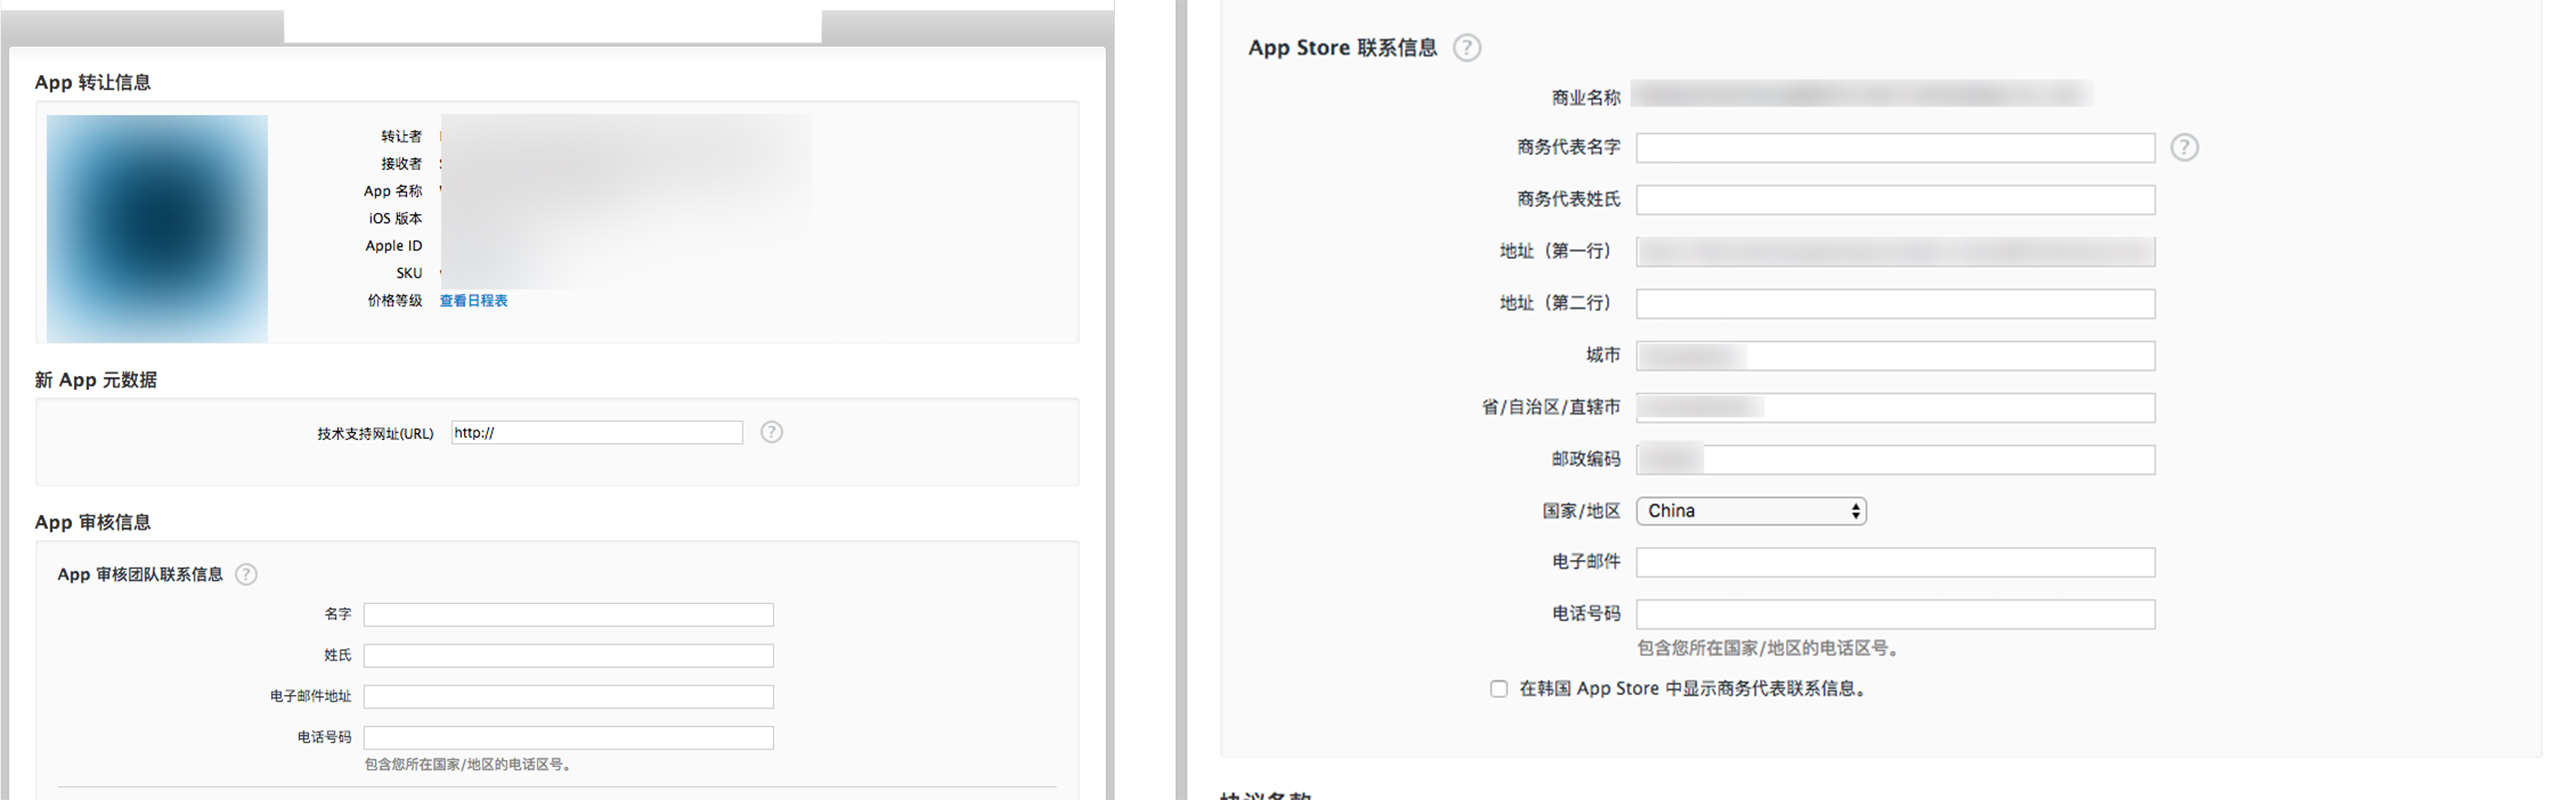 App 转让信息
转让者
接收者
App 名称
iOS 版本
Apple ID
SKU
价格等级 查看日程表
新 App 元数据
技术支持网址(URL) http:// ?
App 审核信息
App 审核团队联系信息 ?
名字
姓氏
电子邮件地址
电话号码
包含您所在国家/地区的电话区号。
App Store 联系信息 ?
商业名称
商务代表名字 ?
商务代表姓氏
地址（第一行）
地址（第二行）
城市
省/自治区/直辖市
邮政编码
国家/地区 China
电子邮件
电话号码
包含您所在国家/地区的电话区号。
在韩国 App Store 中显示商务代表联系信息。
协议条款